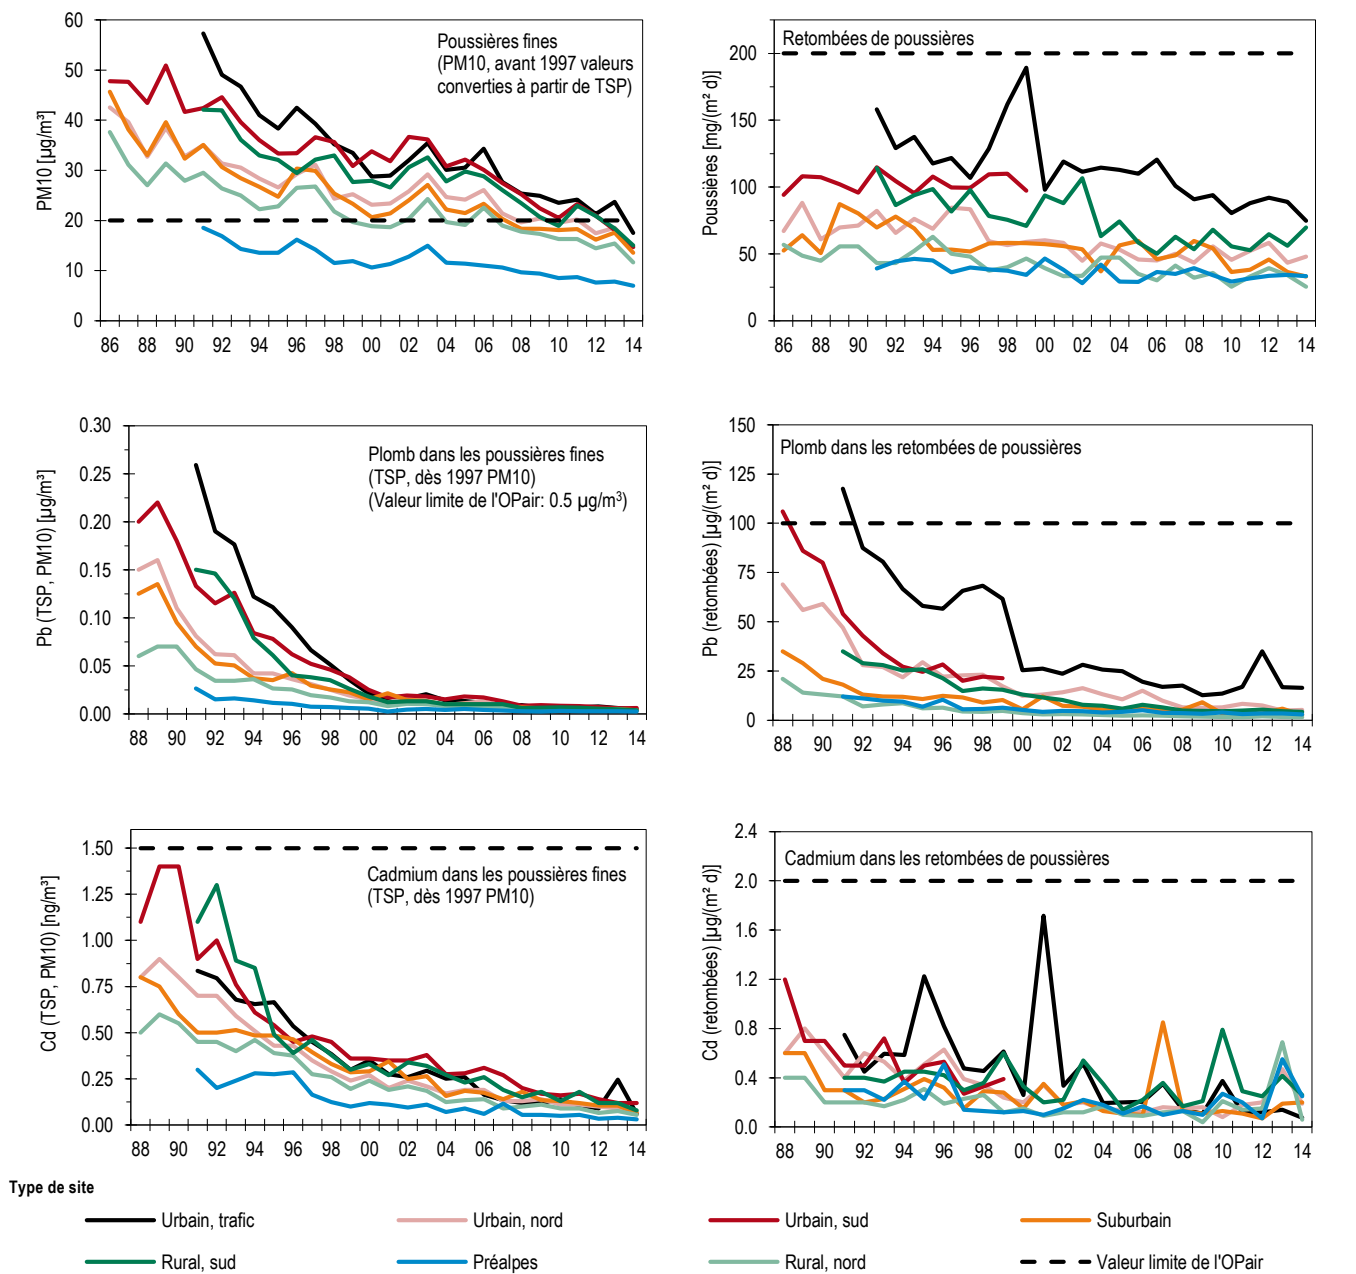 60
50
40
30
20
10
0
PM10 [µg/m³]
Poussières fines
(PM10, avant 1997 valeurs
converties à partir de TSP)
86 88 90 92 94 96 98 00 02 04 06 08 10 12 14
200
150
100
50
0
Poussières [mg/(m² d)]
Retombées de poussières
86 88 90 92 94 96 98 00 02 04 06 08 10 12 14
0.30
0.25
0.20
0.15
0.10
0.05
0.00
Pb (TSP, PM10) [µg/m³]
Plomb dans les poussières fines
(TSP, dès 1997 PM10)
(Valeur limite de l'OPair: 0.5 µg/m³)
88 90 92 94 96 98 00 02 04 06 08 10 12 14
150
125
100
75
50
25
0
Pb (retombées) [µg/(m² d)]
Plomb dans les retombées de poussières
88 90 92 94 96 98 00 02 04 06 08 10 12 14
1.50
1.25
1.00
0.75
0.50
0.25
0.00
Cd (TSP, PM10) [ng/m³]
Cadmium dans les poussières fines
(TSP, dès 1997 PM10)
88 90 92 94 96 98 00 02 04 06 08 10 12 14
2.4
2.0
1.6
1.2
0.8
0.4
0.0
Cd (retombées) [µg/(m² d)]
Cadmium dans les retombées de poussières
88 90 92 94 96 98 00 02 04 06 08 10 12 14
Type de site
Urbain, trafic
Urbain, nord
Urbain, sud
Suburbain
Rural, sud
Préalpes
Rural, nord
Valeur limite de l'OPair